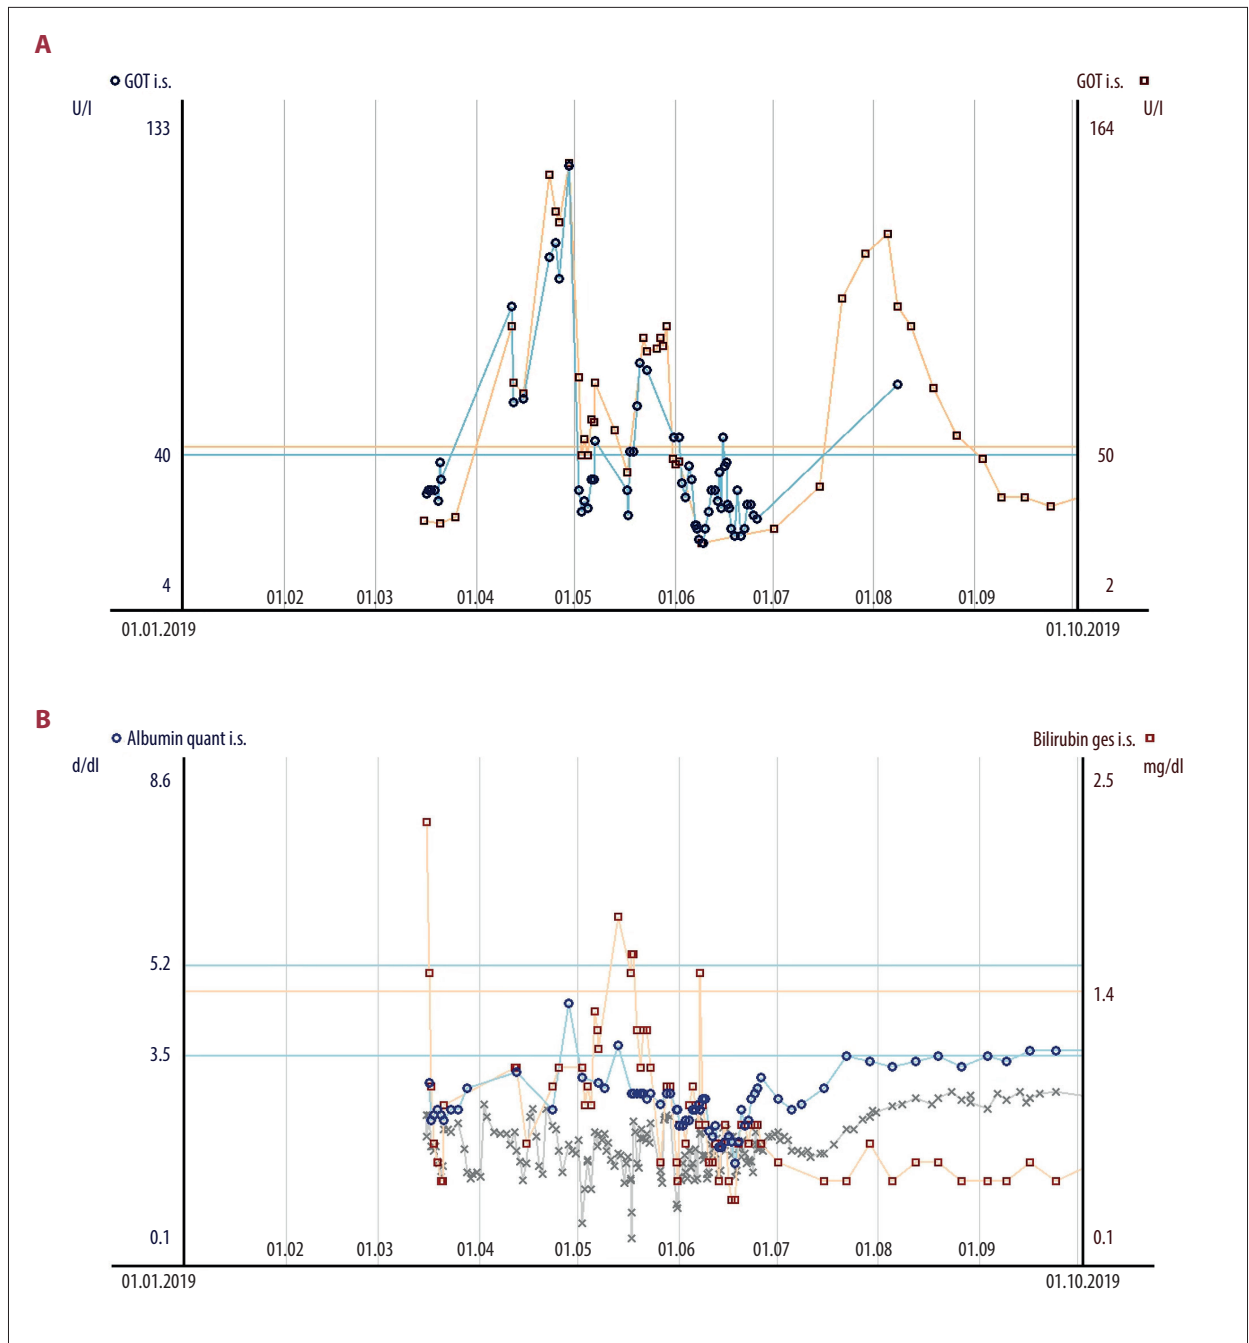 A
GOT i.s. GOT i.s.
U/l U/l
133 164
40 50
4 2
01.02 01.03 01.04 01.05 01.06 01.07 01.08 01.09
01.01.2019 01.10.2019
B
Albumin quant i.s. Bilirubin ges i.s.
d/dl mg/dl
8.6 2.5
5.2
1.4
3.5
0.1 0.1
01.02 01.03 01.04 01.05 01.06 01.07 01.08 01.09
01.01.2019 01.10.2019